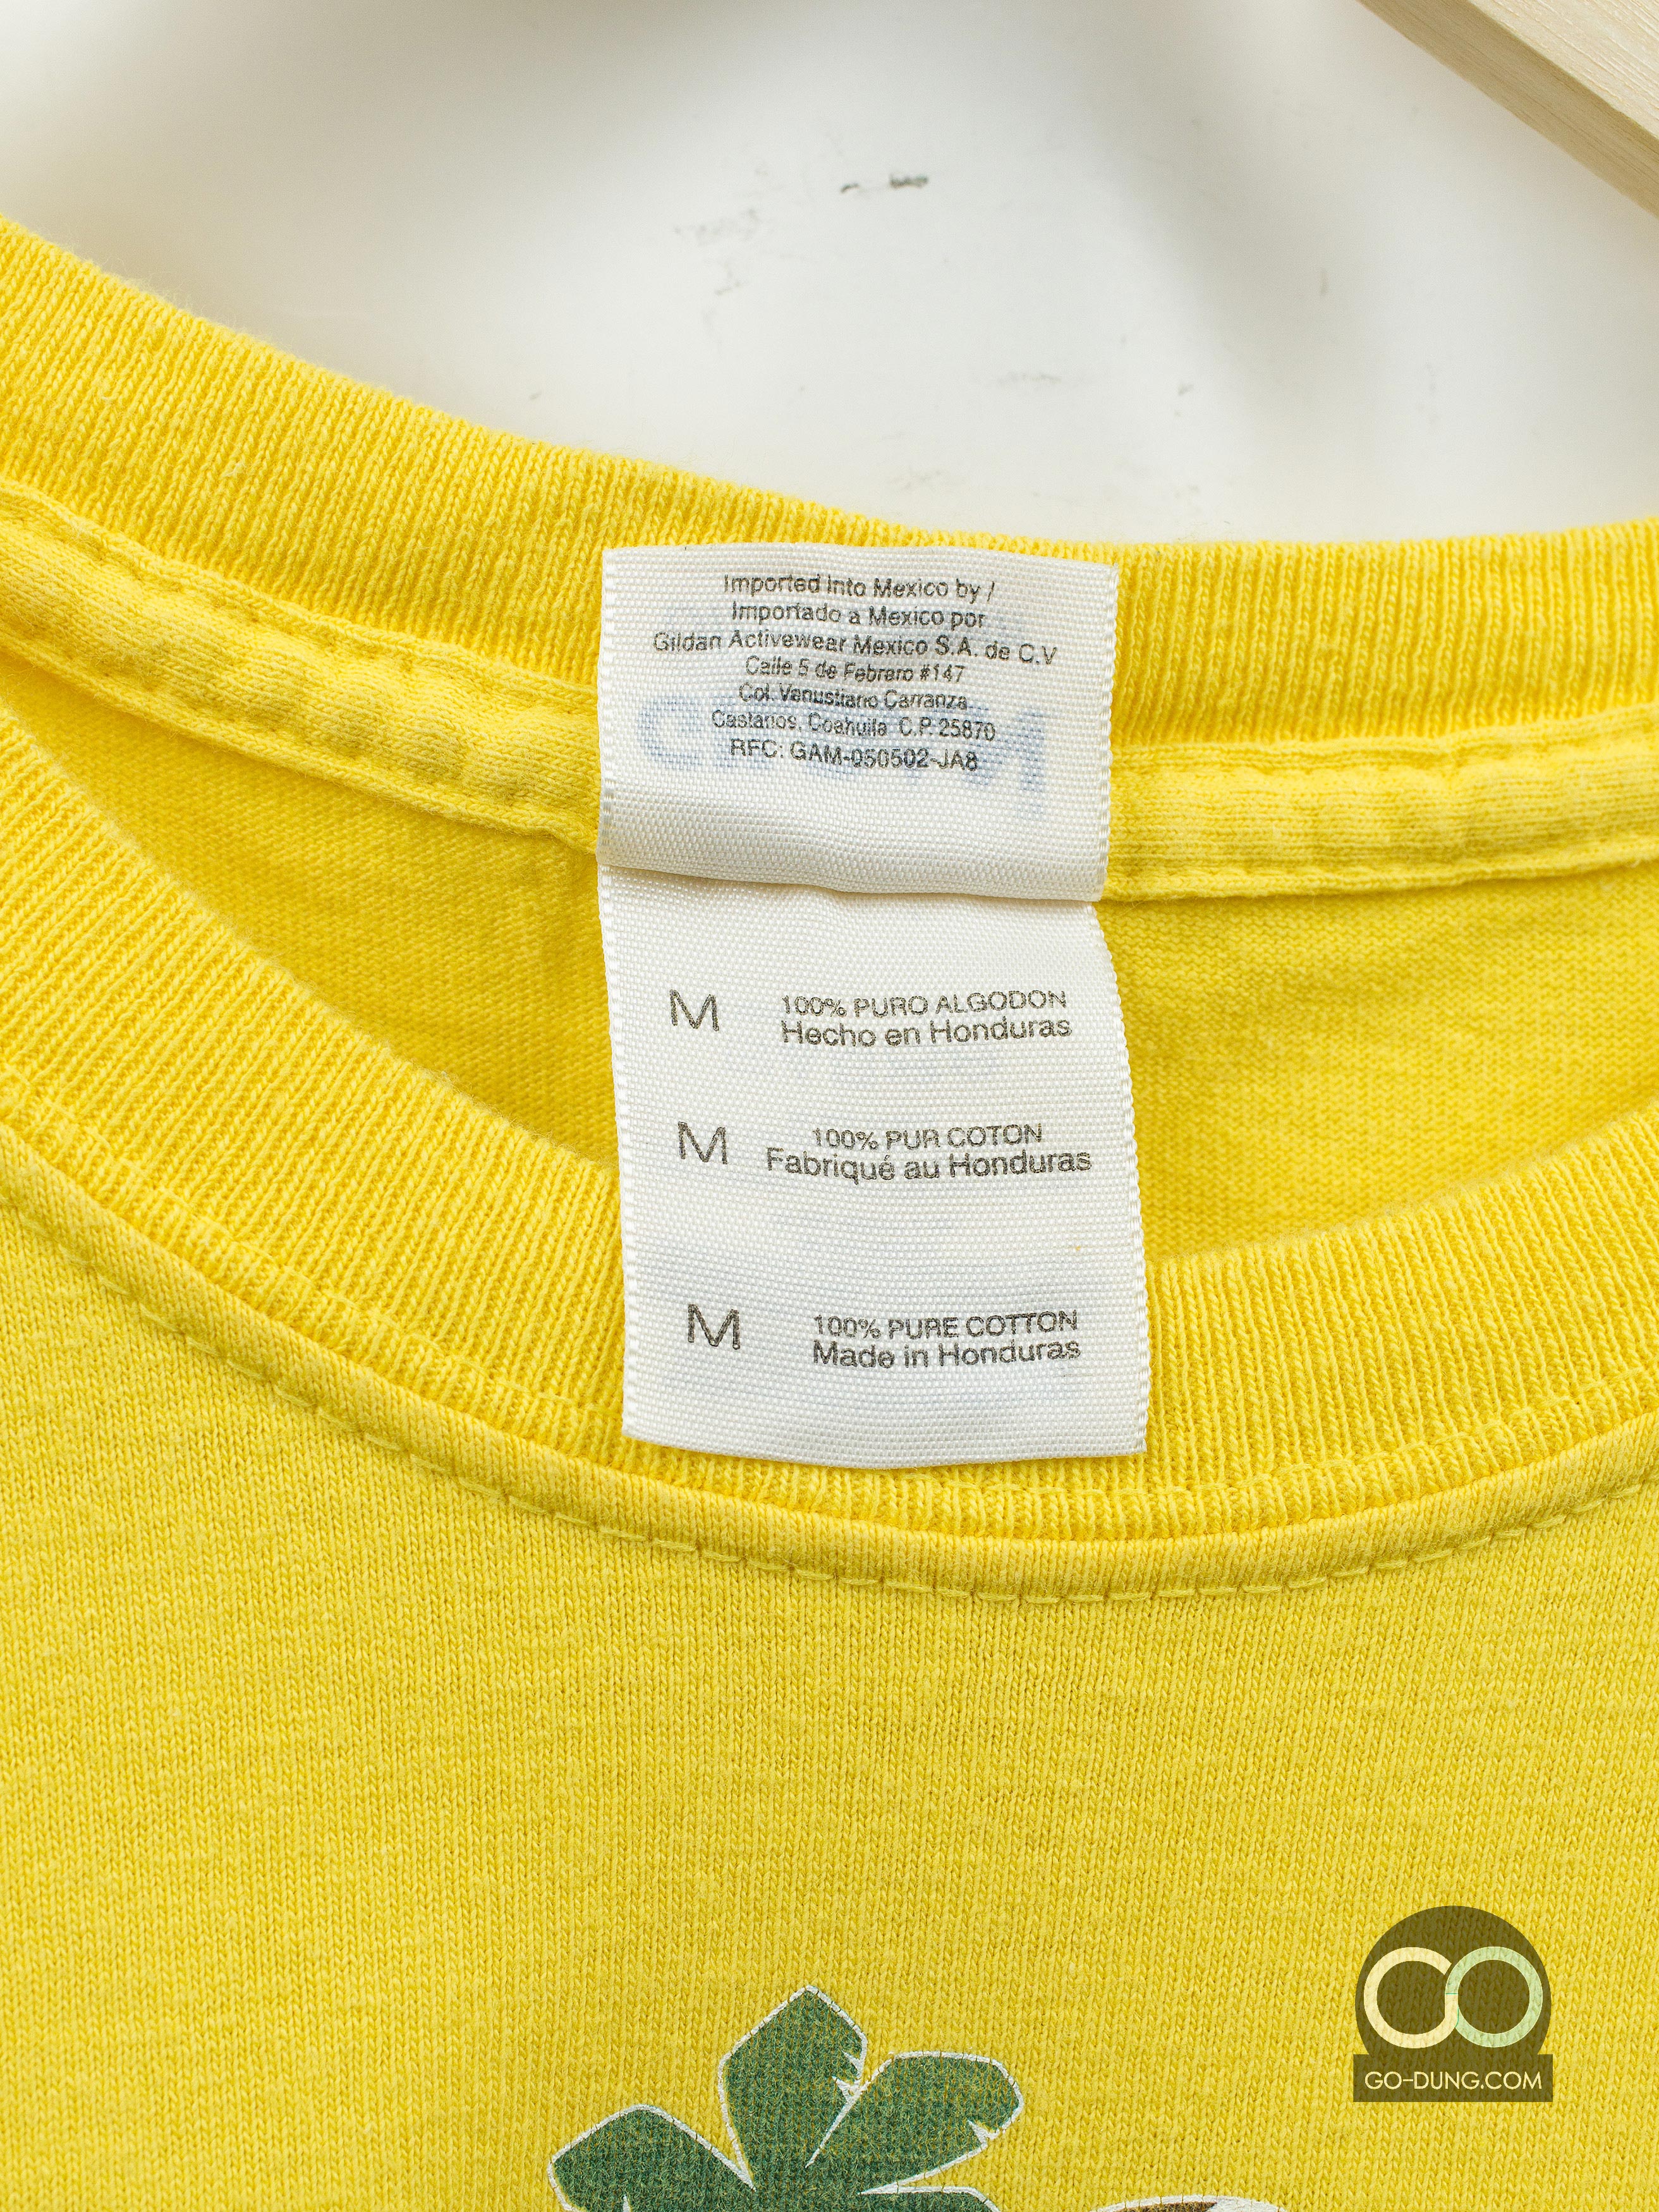 Imported into Mexico by /
Importado a Mexico por
Gildan Activewear Mexico S.A. de C.V
Calle 5 de Febrero #147
Col. Venustiano Carranza
Castanos, Coahuila C.P. 25870
RFC: GAM-050502-JA8
M 100% PURO ALGODON
Hecho en Honduras
M 100% PUR COTON
Fabriqué au Honduras
M 100% PURE COTTON
Made in Honduras
GO
GO-DUNG.COM